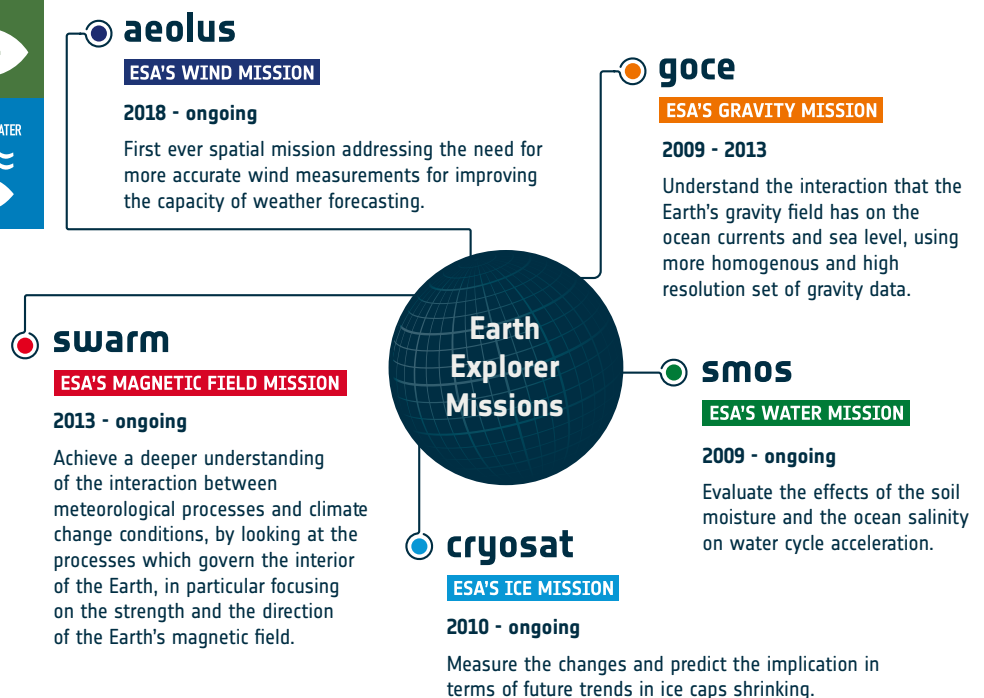 aeolus
ESA'S WIND MISSION
2018 - ongoing
First ever spatial mission addressing the need for
more accurate wind measurements for improving
the capacity of weather forecasting.
goce
ESA'S GRAVITY MISSION
2009 - 2013
Understand the interaction that the
Earth's gravity field has on the
ocean currents and sea level, using
more homogenous and high
resolution set of gravity data.
Earth
Explorer
Missions
swarm
ESA'S MAGNETIC FIELD MISSION
2013 - ongoing
Achieve a deeper understanding
of the interaction between
meteorological processes and climate
change conditions, by looking at the
processes which govern the interior
of the Earth, in particular focusing
on the strength and the direction
of the Earth's magnetic field.
smos
ESA'S WATER MISSION
2009 - ongoing
Evaluate the effects of the soil
moisture and the ocean salinity
on water cycle acceleration.
cryosat
ESA'S ICE MISSION
2010 - ongoing
Measure the changes and predict the implication in
terms of future trends in ice caps shrinking.